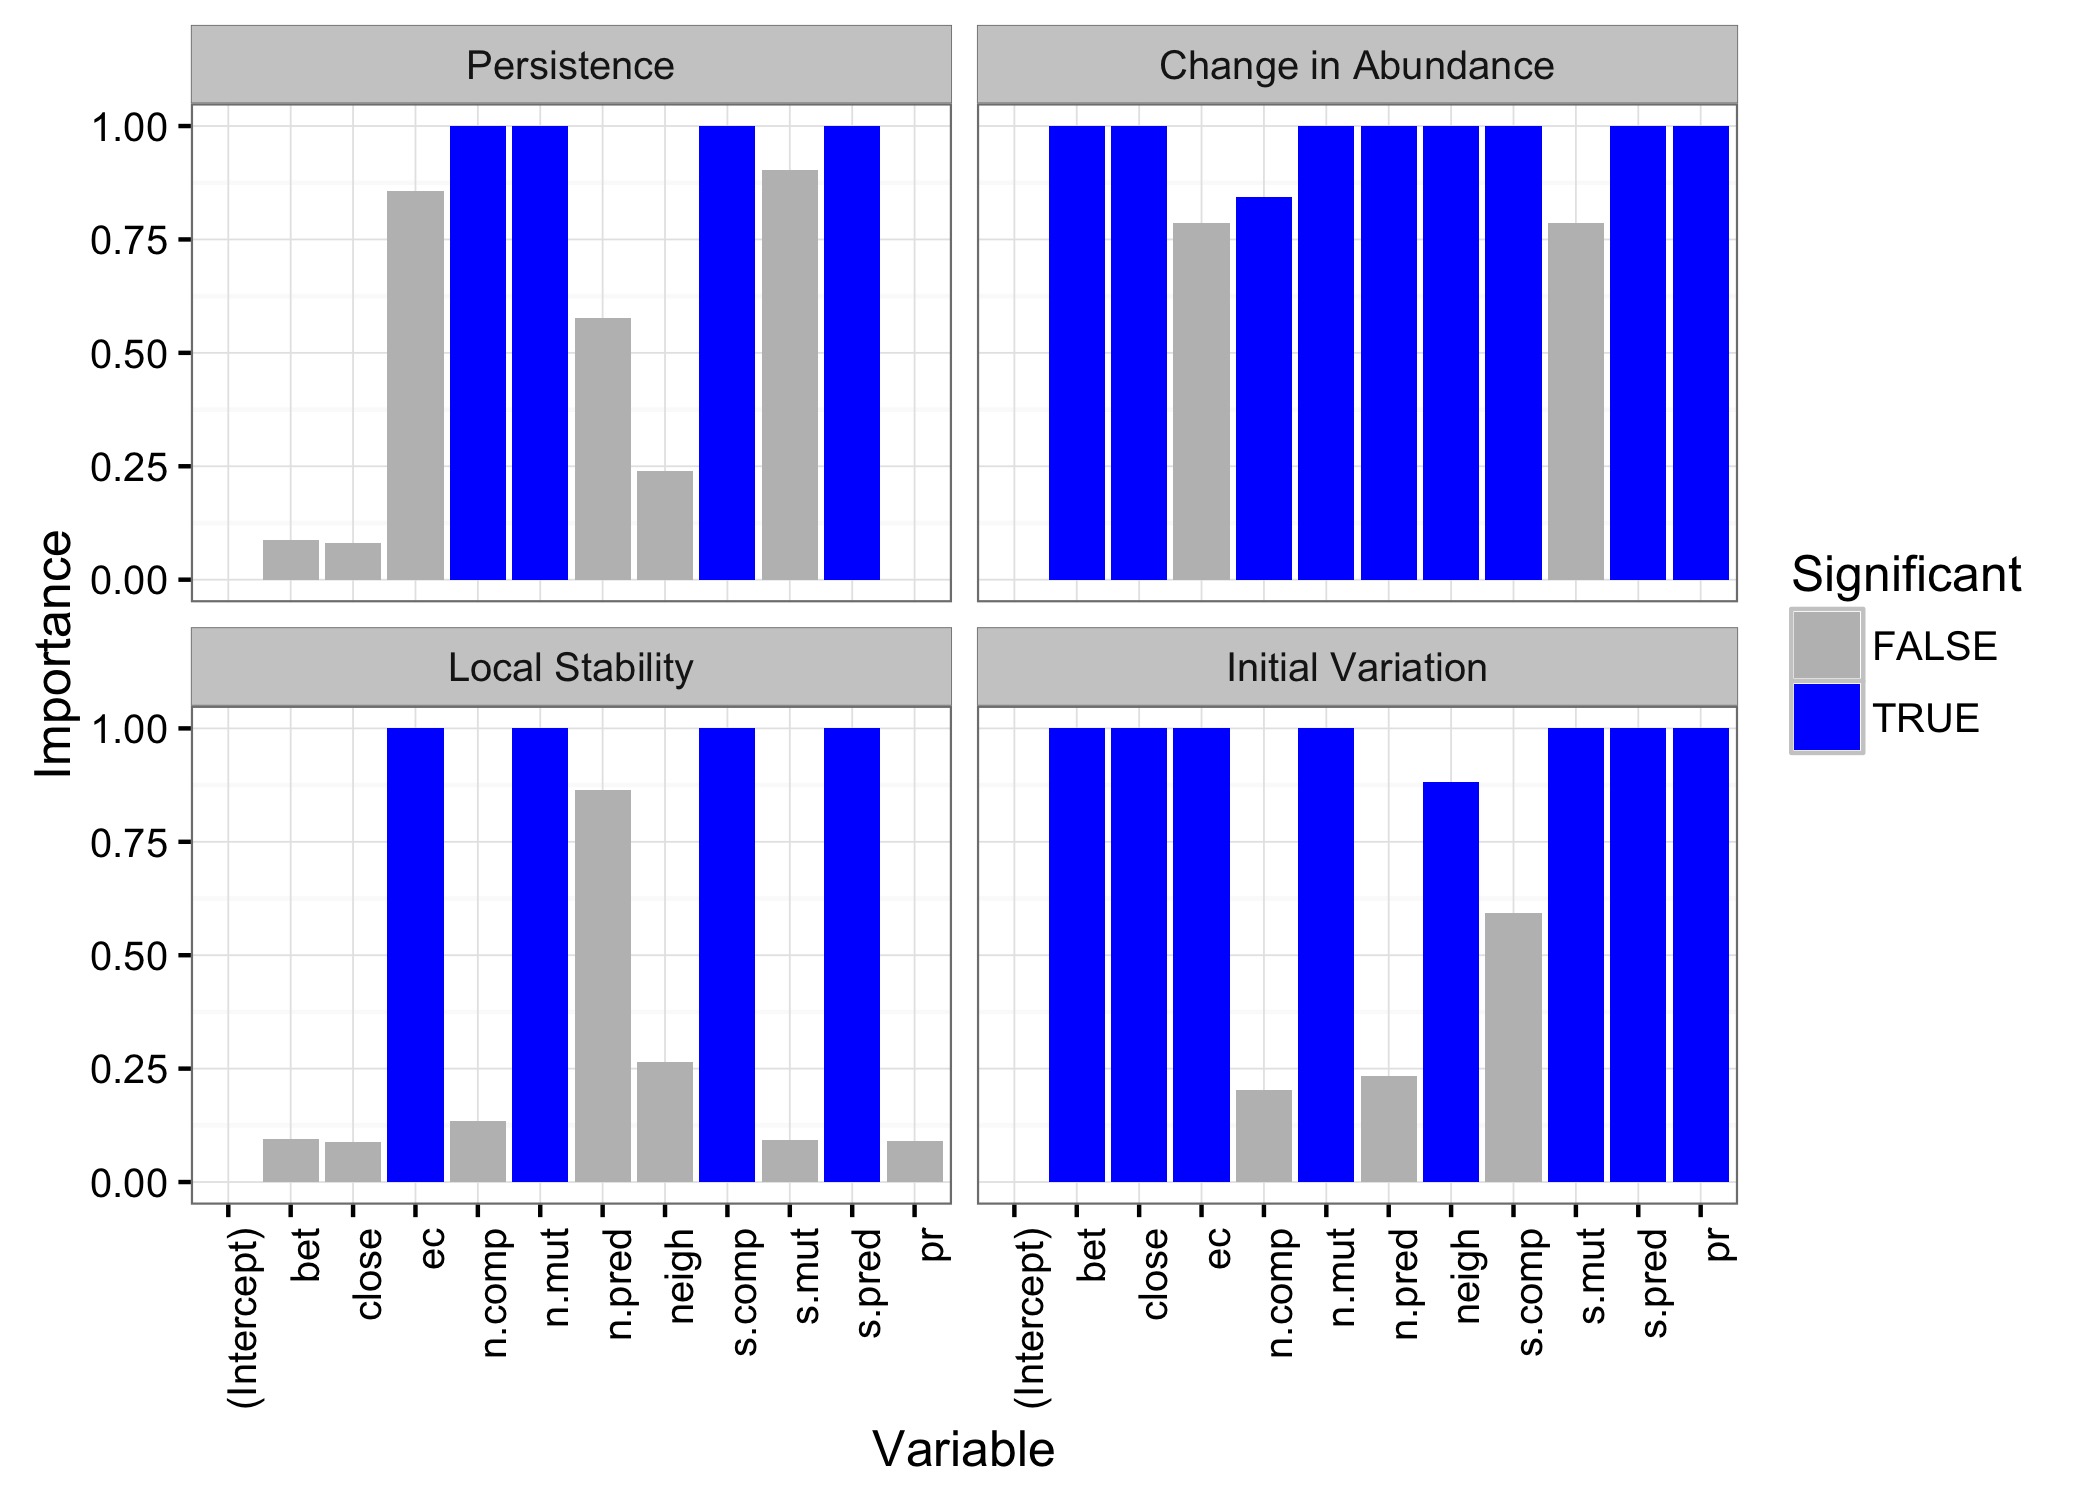 Persistence
Change in Abundance
1.00
0.75
0.50
0.25
0.00
Local Stability
Initial Variation
1.00
0.75
0.50
0.25
0.00
(Intercept)
bet
close
ec
n.comp
n.mut
n.pred
neigh
s.comp
s.mut
s.pred
pr
(Intercept)
bet
close
ec
n.comp
n.mut
n.pred
neigh
s.comp
s.mut
s.pred
pr
Importance
Variable
Significant
FALSE
TRUE